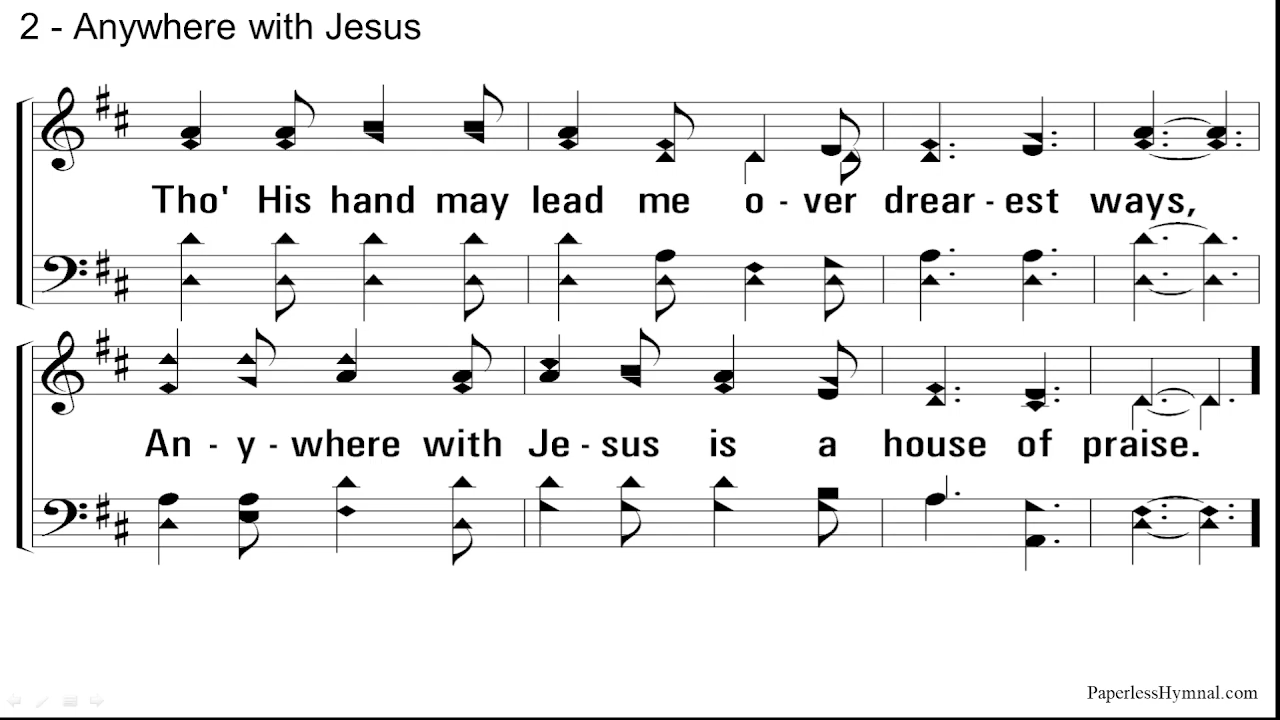 2 - Anywhere with Jesus
Tho' His hand may lead me o - ver drear - est ways,
An - y - where with Je - sus is a house of praise.
PaperlessHymnal.com